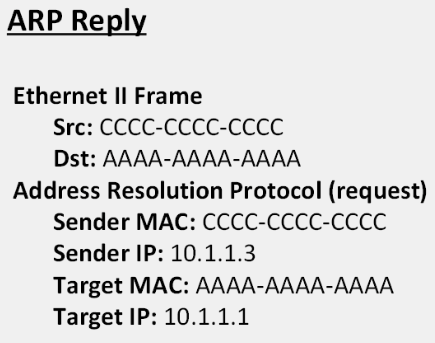 ARP Reply
Ethernet II Frame
Src: CCCC-CCCC-CCCC
Dst: AAAA-AAAA-AAAA
Address Resolution Protocol (request)
Sender MAC: CCCC-CCCC-CCCC
Sender IP: 10.1.1.3
Target MAC: AAAA-AAAA-AAAA
Target IP: 10.1.1.1